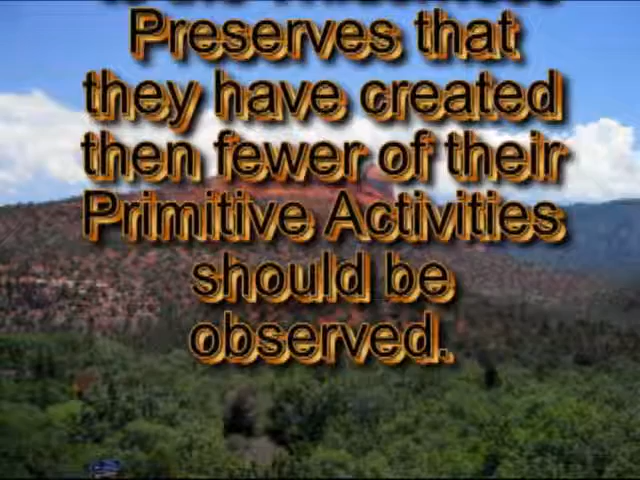 Preserves that
they have created
then fewer of their
Primitive Activities
should be
observed.